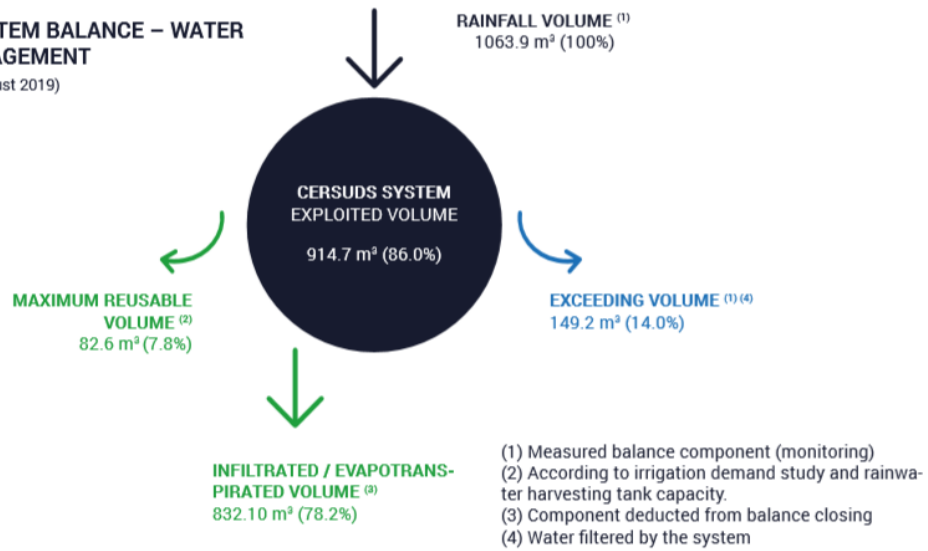 TEM BALANCE – WATER
AGEMENT
ust 2019)
RAINFALL VOLUME (1)
1063.9 m³ (100%)
CERSUDS SYSTEM
EXPLOITED VOLUME
914.7 m³ (86.0%)
MAXIMUM REUSABLE
VOLUME (2)
82.6 m³ (7.8%)
EXCEEDING VOLUME (1) (4)
149.2 m³ (14.0%)
INFILTRATED / EVAPOTRANS-
PIRATED VOLUME (3)
832.10 m³ (78.2%)
(1) Measured balance component (monitoring)
(2) According to irrigation demand study and rainwa-
ter harvesting tank capacity.
(3) Component deducted from balance closing
(4) Water filtered by the system